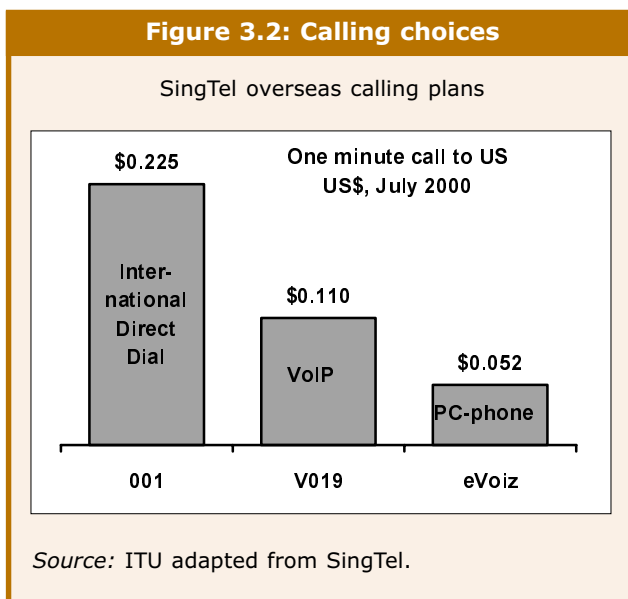 Figure 3.2: Calling choices
SingTel overseas calling plans
One minute call to US
US$, July 2000
$0.225
Inter-
national
Direct
Dial
$0.110
VoIP
$0.052
PC-phone
001
V019
eVoiz
Source: ITU adapted from SingTel.